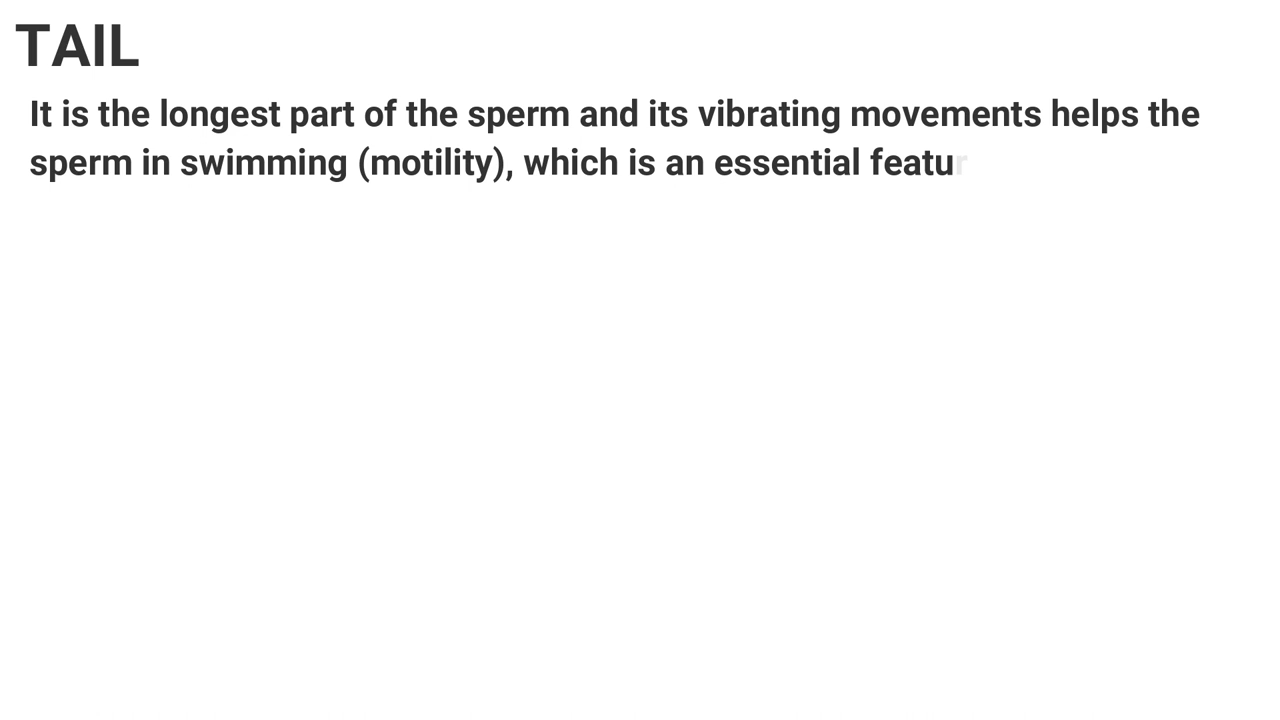 TAIL
It is the longest part of the sperm and its vibrating movements helps the
sperm in swimming (motility), which is an essential featur